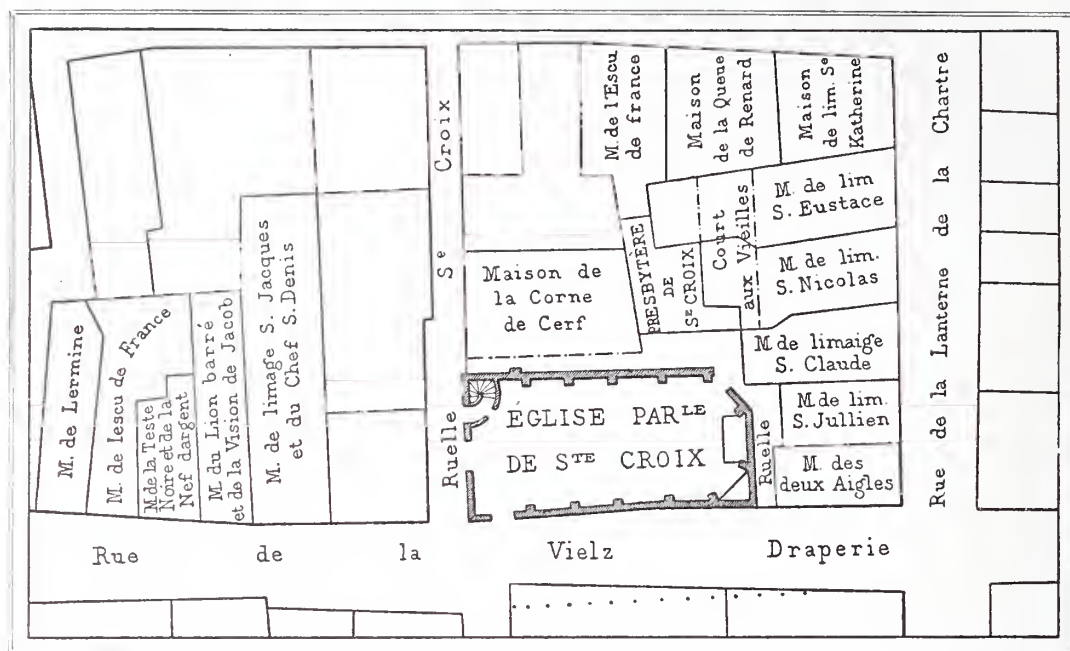 M. de Lermine
M. de lescu de France
M. de la Teste
Noire et de la
Nef dargent
M. du Lion barré
et de la Vision de Jacob
M. de limage S. Jacques
et du Chef S. Denis
Ruelle Se Croix
Maison de
la Corne
de Cerf
M. de l'Escu
de france
Maison
de la Queue
de Renard
Maison
de lim. Se
Katherine
PRESBYTÈRE
DE
Se CROIX
Court
aux Vieilles
M. de lim
S. Eustace
M. de lim.
S. Nicolas
M. de limaige
S. Claude
M. de lim.
S. Jullien
M. des
deux Aigles
ÉGLISE PARLE
DE STE CROIX
Ruelle
Rue de la Lanterne de la Chartre
Rue de la Vielz Draperie